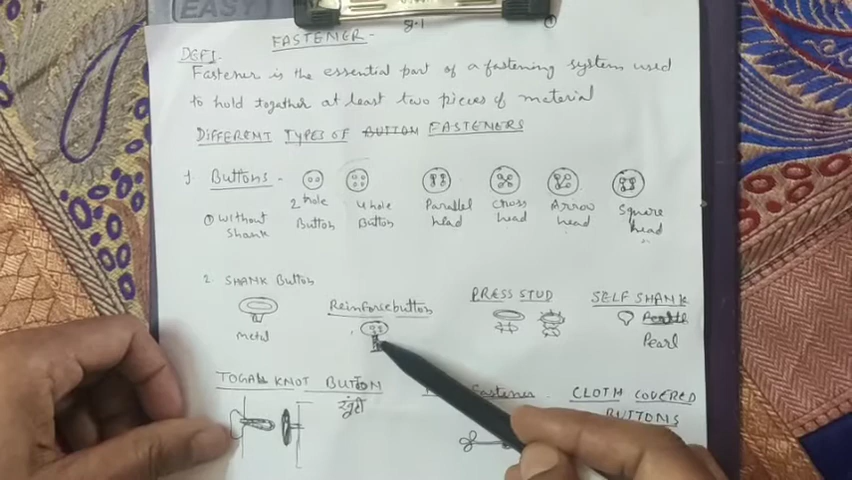 EASY
पृ.1
①
FASTENER -
DEFI.
Fastener is the essential part of a fastening system used
to hold together at least two pieces of material
DIFFERENT TYPES OF BUTTON FASTENERS
1. Buttons -
① without shank
2 hole Button
4 hole Button
Parallel head
Cross head
Arrow head
Square head
2 SHANK Button
metal
Reinforse button
PRESS STUD
SELF SHANK
Pearl
KNOT BUTTON
खूंटी
Fastener.
CLOTH COVERED
BUTTONS